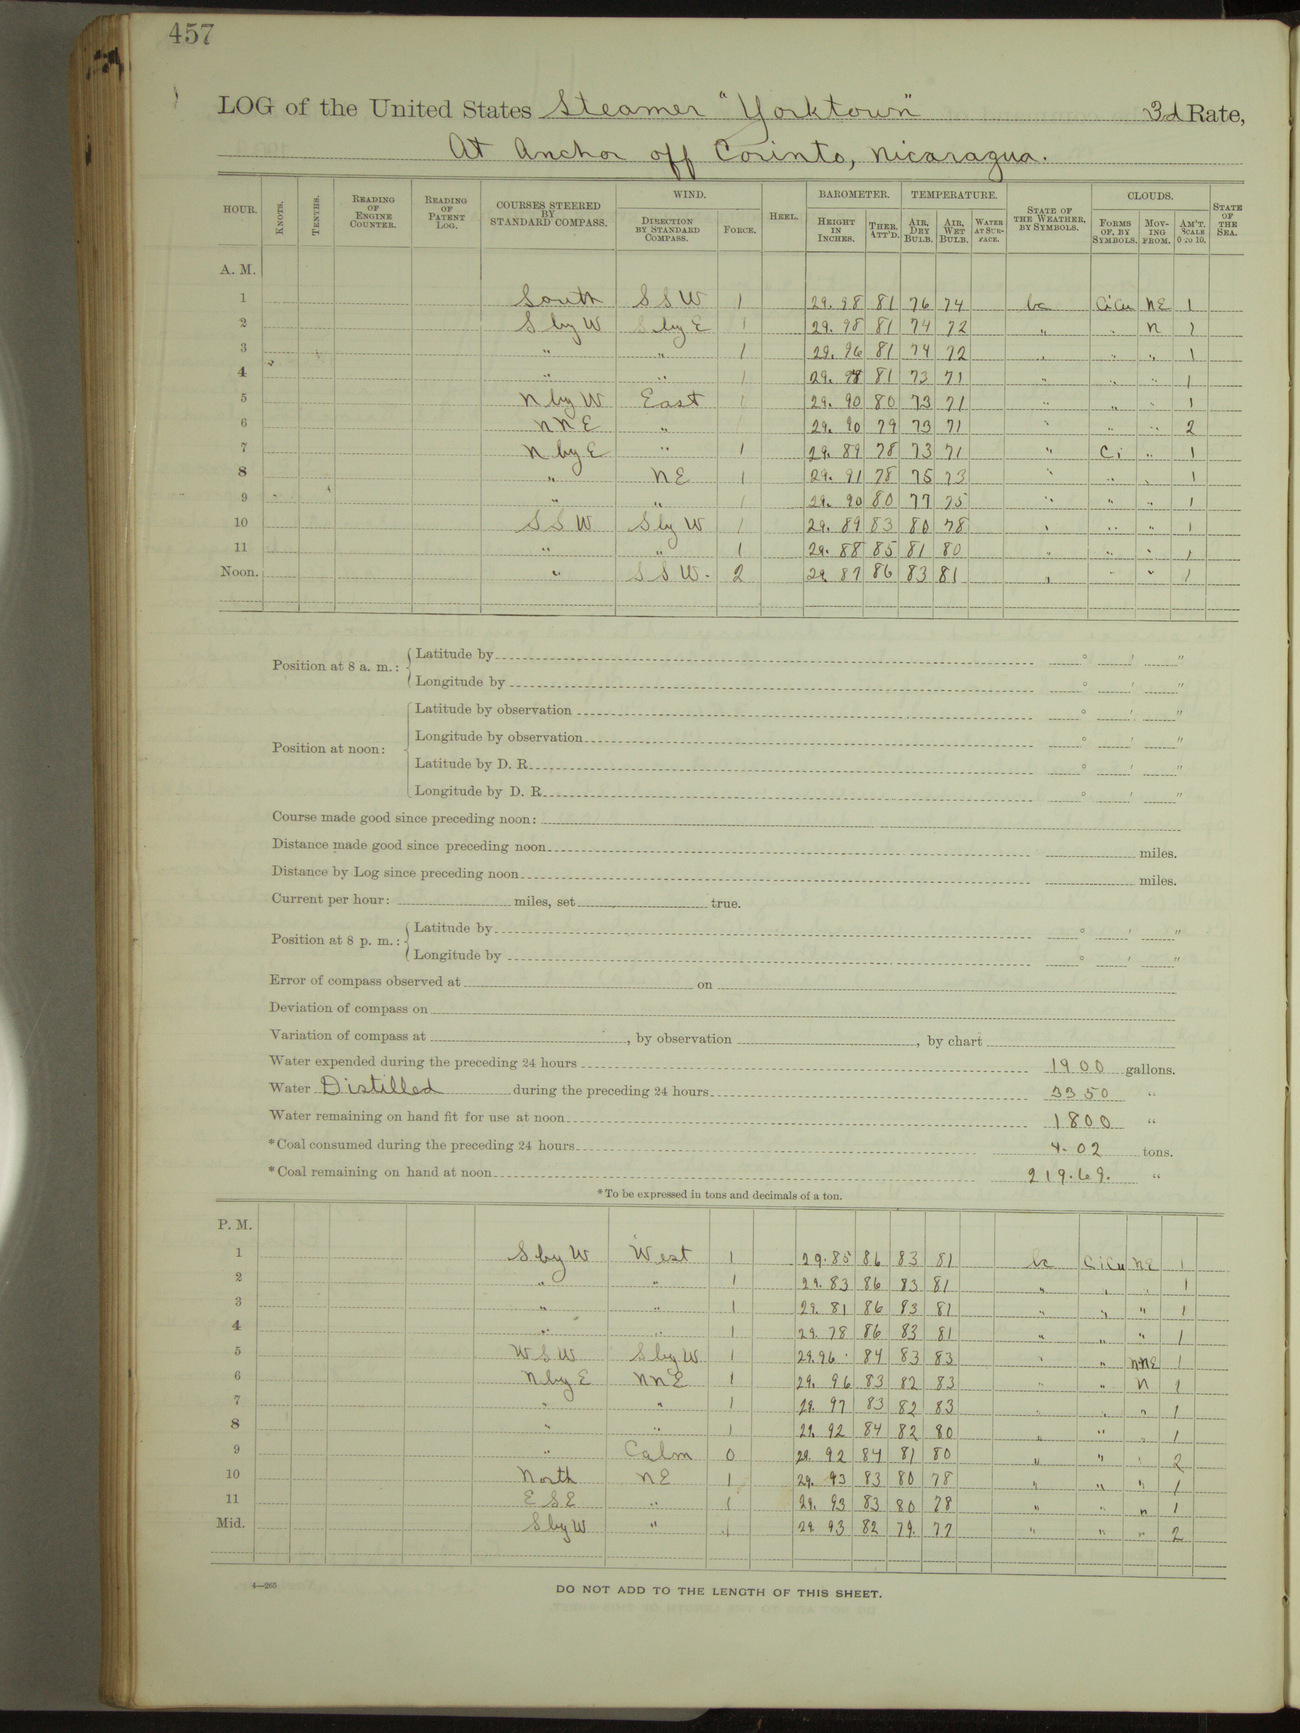 457
LOG of the United States Steamer "Yorktown" 3d Rate,
At Anchor off Corinto, Nicaragua.
HOUR. KNOTS. TENTHS. READING OF ENGINE COUNTER. READING OF PATENT LOG. COURSES STEERED BY STANDARD COMPASS. WIND. DIRECTION BY STANDARD COMPASS. FORCE. HEEL. BAROMETER. HEIGHT IN INCHES. THER. ATT'D. TEMPERATURE. AIR, DRY BULB. AIR, WET BULB. WATER AT SURFACE. STATE OF THE WEATHER, BY SYMBOLS. CLOUDS. FORMS OF, BY SYMBOLS. MOVING FROM. AM'T, SCALE 0 TO 10. STATE OF THE SEA.
A. M.
1 South SSW 1 29.98 81 76 74 bc CiCu NE 1
2 S by W S by E 1 29.98 81 74 72 " " N 1
3 " " 1 29.96 81 74 72 " " " 1
4 " " 1 29. 81 73 71 " " " 1
5 N by W East 1 29.90 80 73 71 " " " 1
6 NNE " 29.90 79 73 71 " " " 2
7 N by E " 1 29.89 78 73 71 " Ci " 1
8 " NE 1 29.91 78 75 73 " " " 1
9 " " 1 29.90 80 77 75 " " " 1
10 SSW S by W 1 29.89 83 80 78 " " " 1
11 " " 1 29.88 85 81 80 " " " 1
Noon. " SSW. 2 29.87 86 83 81 " " " 1
Position at 8 a. m.: Latitude by ° ′ ″
Longitude by ° ′ ″
Position at noon: Latitude by observation ° ′ ″
Longitude by observation ° ′ ″
Latitude by D. R. ° ′ ″
Longitude by D. R. ° ′ ″
Course made good since preceding noon:
Distance made good since preceding noon miles.
Distance by Log since preceding noon miles.
Current per hour: miles, set true.
Position at 8 p. m.: Latitude by ° ′ ″
Longitude by ° ′ ″
Error of compass observed at on
Deviation of compass on
Variation of compass at , by observation , by chart
Water expended during the preceding 24 hours 1900 gallons.
Water Distilled during the preceding 24 hours 3350 "
Water remaining on hand fit for use at noon 1800 "
*Coal consumed during the preceding 24 hours 4.02 tons.
*Coal remaining on hand at noon 219.69. "
*To be expressed in tons and decimals of a ton.
P. M.
1 S by W West 1 29.85 86 83 81 bc CiCu NE 1
2 " " 1 29.83 86 83 81 " " " 1
3 " " 1 29.81 86 83 81 " " " 1
4 " " 1 29.78 86 83 81 " " " 1
5 WSW S by W 1 29.96 84 83 83 " " NNE 1
6 N by E NNE 1 29.96 83 82 83 " " N 1
7 " " 1 29.97 83 82 83 " " " 1
8 " " 1 29.92 84 82 80 " " " 1
9 " Calm 0 29.92 84 81 80 " " " 2
10 North NE 1 29.93 83 80 78 " " " 1
11 ESE " 1 29.93 83 80 78 " " " 1
Mid. S by W " 1 29.93 82 79 77 " " " 2
4—265
DO NOT ADD TO THE LENGTH OF THIS SHEET.